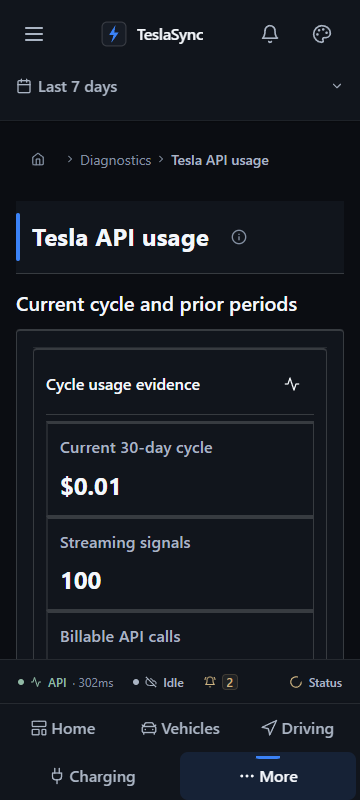 TeslaSync
Last 7 days
Diagnostics Tesla API usage
Tesla API usage
Current cycle and prior periods
Cycle usage evidence
Current 30-day cycle
$0.01
Streaming signals
100
Billable API calls
API · 302ms Idle 2 Status
Home Vehicles Driving
Charging More